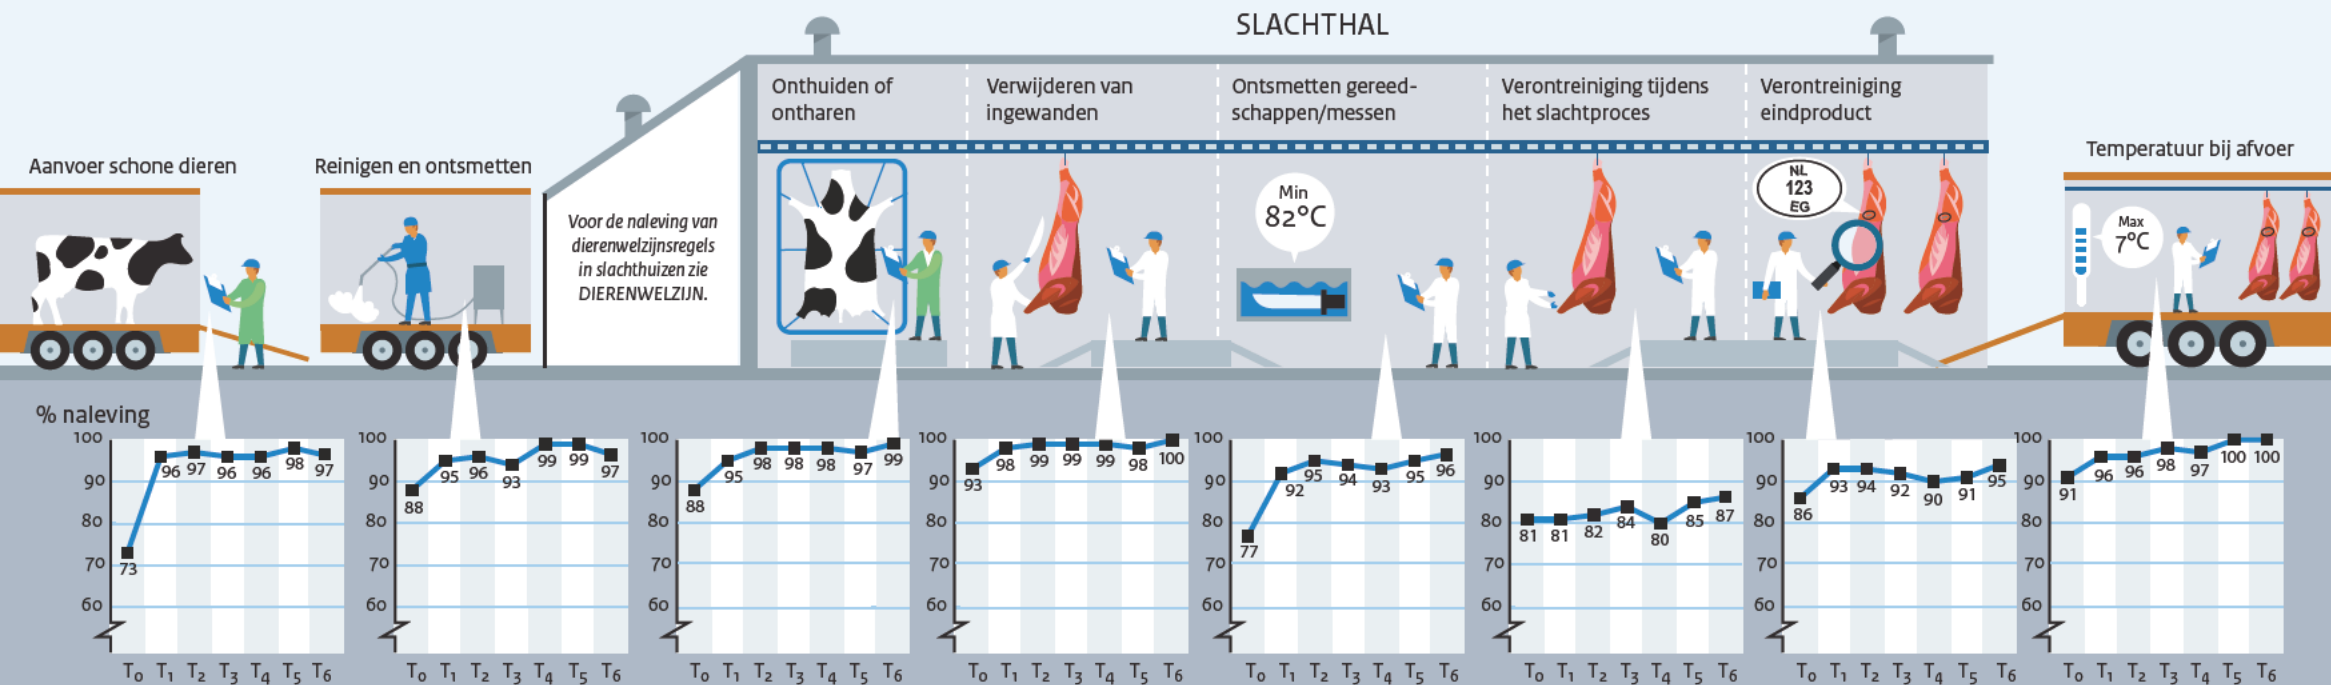 SLACHTHAL
Aanvoer schone dieren
Reinigen en ontsmetten
Voor de naleving van
dierenwelzijnsregels
in slachthuizen zie
DIERENWELZIJN.
Onthuiden of
ontharen
Verwijderen van
ingewanden
Ontsmetten gereed-
schappen/messen
Min
82°C
Verontreiniging tijdens
het slachtproces
Verontreiniging
eindproduct
NL
123
EG
Temperatuur bij afvoer
Max
7°C
% naleving
100
90
80
70
60
73
96
97
96
96
98
97
T0 T1 T2 T3 T4 T5 T6
100
90
80
70
60
88
95
96
93
99
99
97
T0 T1 T2 T3 T4 T5 T6
100
90
80
70
60
88
95
98
98
98
97
99
T0 T1 T2 T3 T4 T5 T6
100
90
80
70
60
93
98
99
99
99
98
100
T0 T1 T2 T3 T4 T5 T6
100
90
80
70
60
77
92
95
94
93
95
96
T0 T1 T2 T3 T4 T5 T6
100
90
80
70
60
81
81
82
84
80
85
87
T0 T1 T2 T3 T4 T5 T6
100
90
80
70
60
86
93
94
92
90
91
95
T0 T1 T2 T3 T4 T5 T6
100
90
80
70
60
91
96
96
98
97
100
100
T0 T1 T2 T3 T4 T5 T6